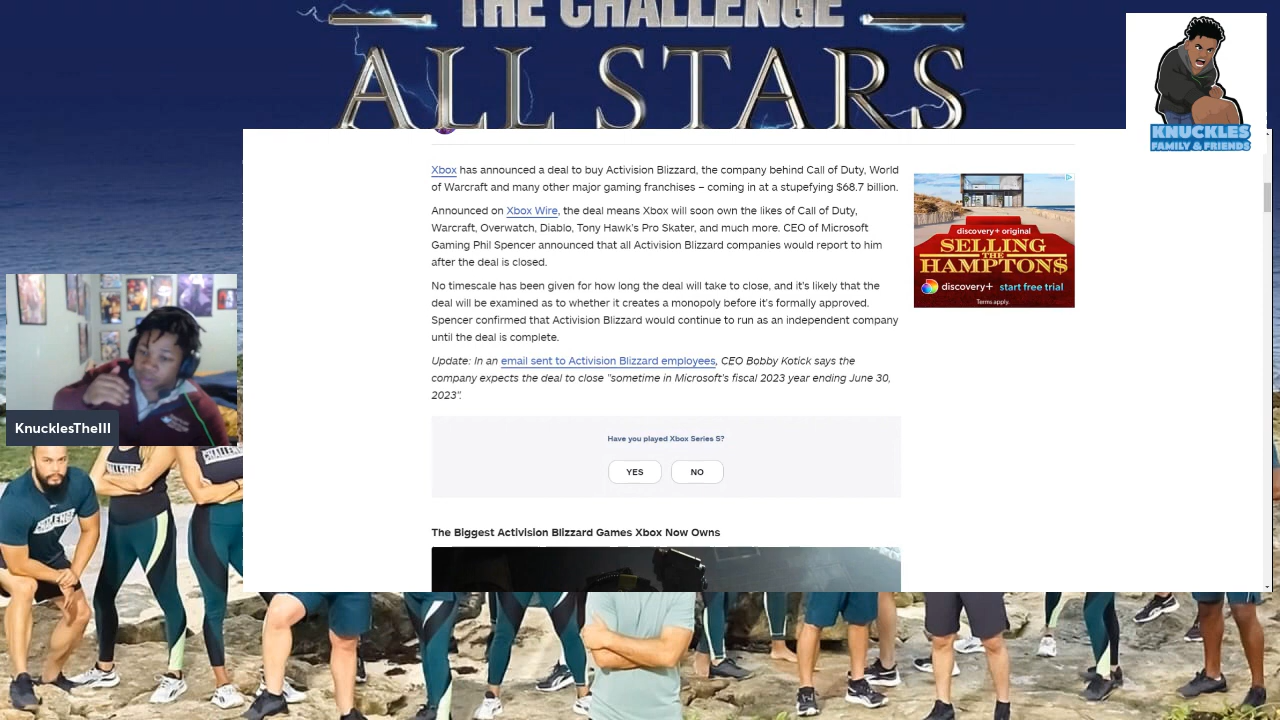 THE CHALLENGE
ALL STARS
KNUCKLES
FAMILY & FRIENDS
Xbox has announced a deal to buy Activision Blizzard, the company behind Call of Duty, World
of Warcraft and many other major gaming franchises – coming in at a stupefying $68.7 billion.
Announced on Xbox Wire, the deal means Xbox will soon own the likes of Call of Duty,
Warcraft, Overwatch, Diablo, Tony Hawk's Pro Skater, and much more. CEO of Microsoft
Gaming Phil Spencer announced that all Activision Blizzard companies would report to him
after the deal is closed.
No timescale has been given for how long the deal will take to close, and it's likely that the
deal will be examined as to whether it creates a monopoly before it's formally approved.
Spencer confirmed that Activision Blizzard would continue to run as an independent company
until the deal is complete.
Update: In an email sent to Activision Blizzard employees, CEO Bobby Kotick says the
company expects the deal to close "sometime in Microsoft's fiscal 2023 year ending June 30,
2023".
discovery+ original
SELLING
THE
HAMPTON$
discovery+ start free trial
Terms apply.
Have you played Xbox Series S?
YES NO
The Biggest Activision Blizzard Games Xbox Now Owns
KnucklesTheIII
CHALLENGE